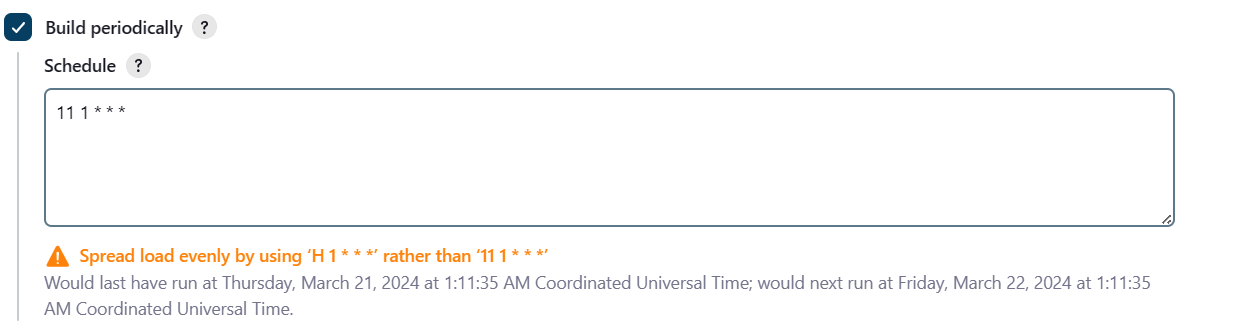 Build periodically ?
Schedule ?
11 1 * * *
Spread load evenly by using ‘H 1 * * *’ rather than ‘11 1 * * *’
Would last have run at Thursday, March 21, 2024 at 1:11:35 AM Coordinated Universal Time; would next run at Friday, March 22, 2024 at 1:11:35
AM Coordinated Universal Time.